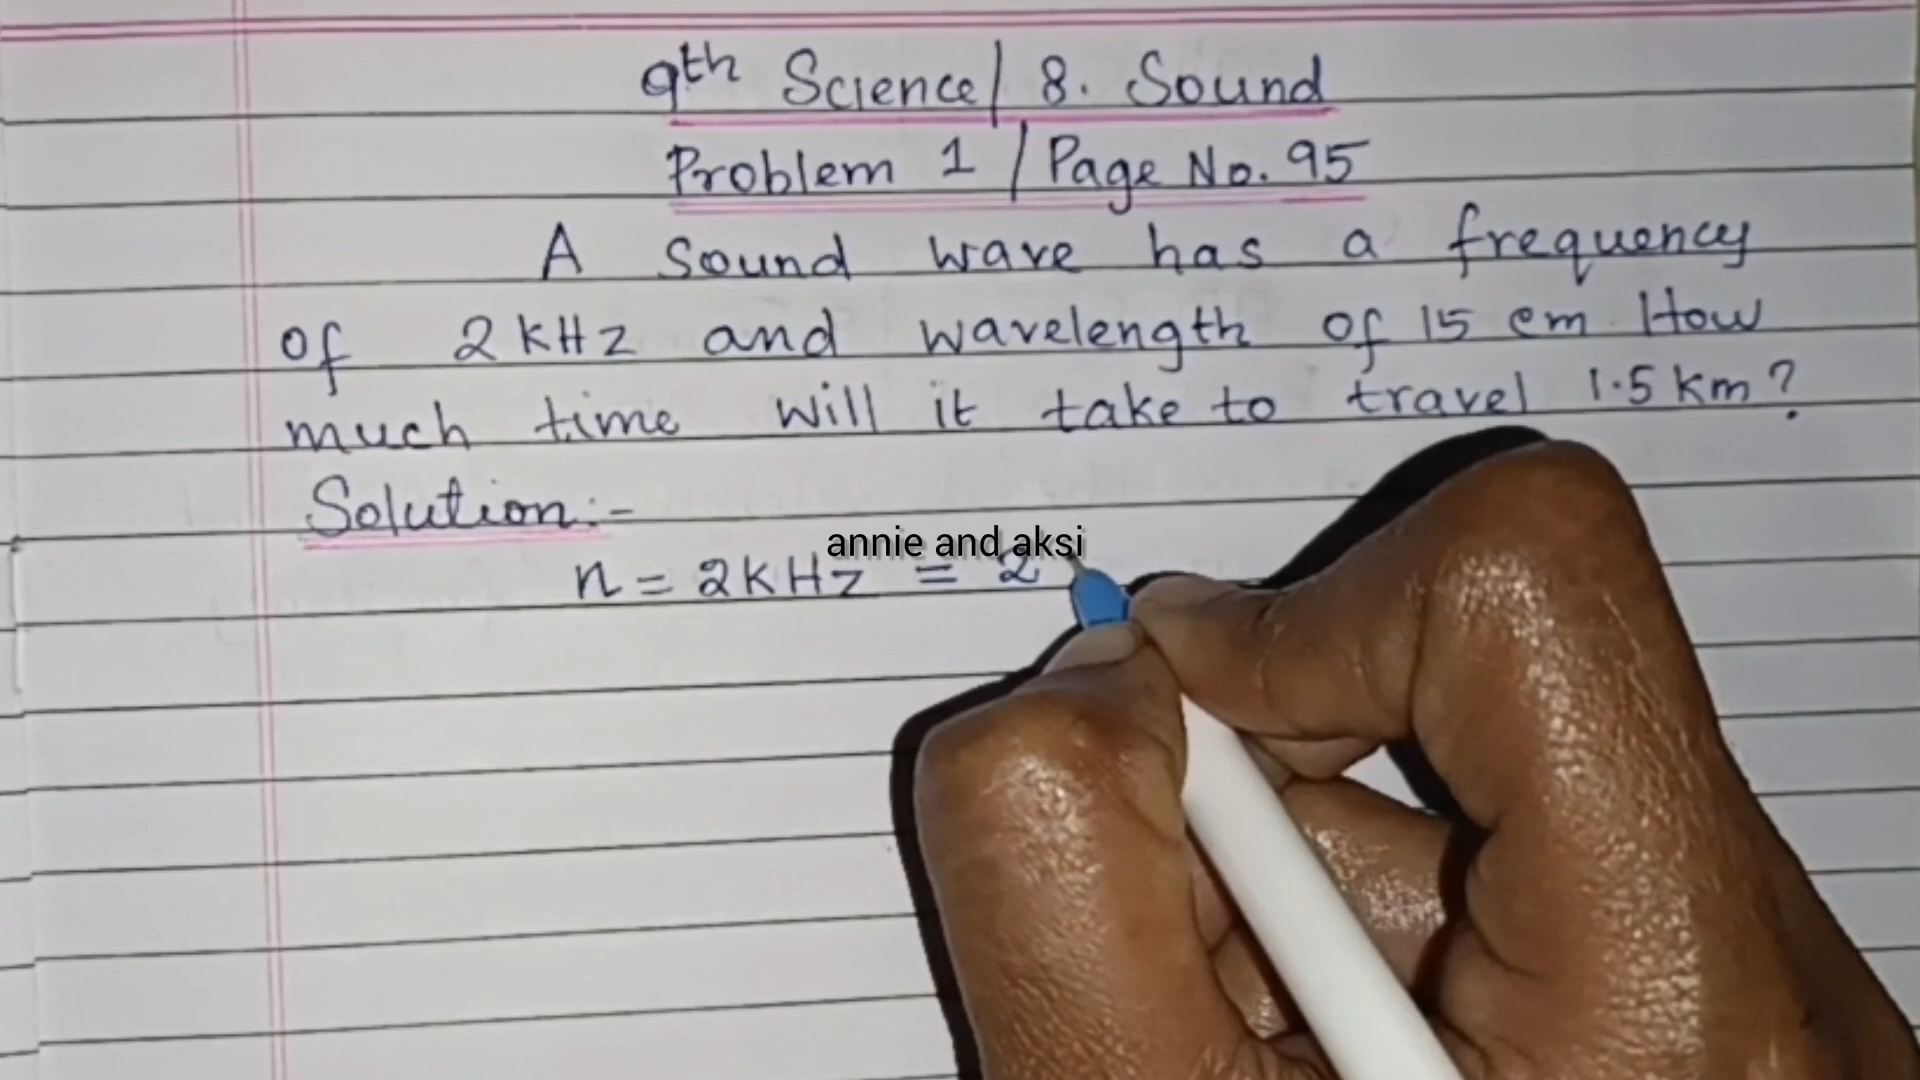 9th Science/ 8. Sound
Problem 1 / Page No. 95
A sound wave has a frequency
of 2kHz and wavelength of 15 cm How
much time will it take to travel 1.5 km?
Solution:-
annie and aksi
n = 2KHz = 2